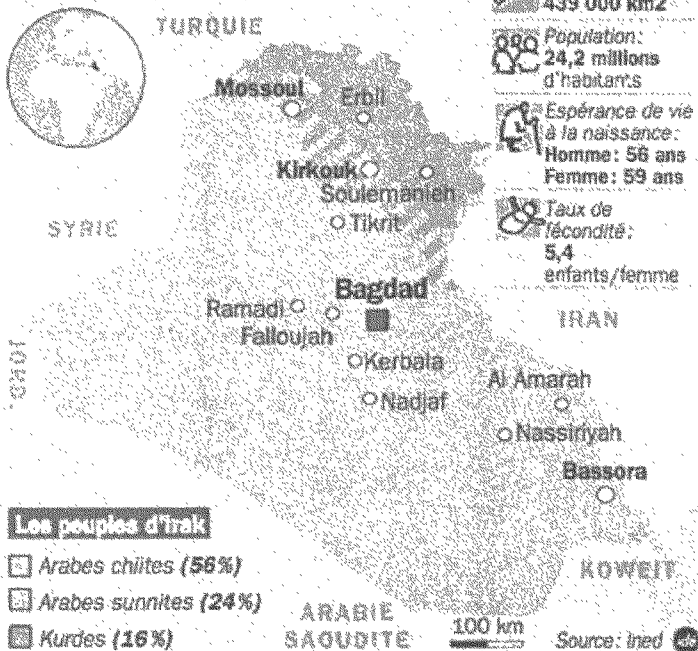 439 000 km2
TURQUIE
Population:
24,2 millions
d'habitants
Mossoul
Erbil
Espérance de vie
à la naissance:
Homme: 56 ans
Femme: 59 ans
Kirkouk
Soulemanieh
Tikrit
SYRIE
Taux de
fécondité:
5,4
enfants/femme
Bagdad
Ramadi
Falloujah
IRAN
Kerbala
Al Amarah
Nadjaf
Nassiriyah
Bassora
Les peuples d'Irak
Arabes chiites (56%)
Arabes sunnites (24%)
Kurdes (16%)
KOWEIT
ARABIE
SAOUDITE
100 km
Source: Ined